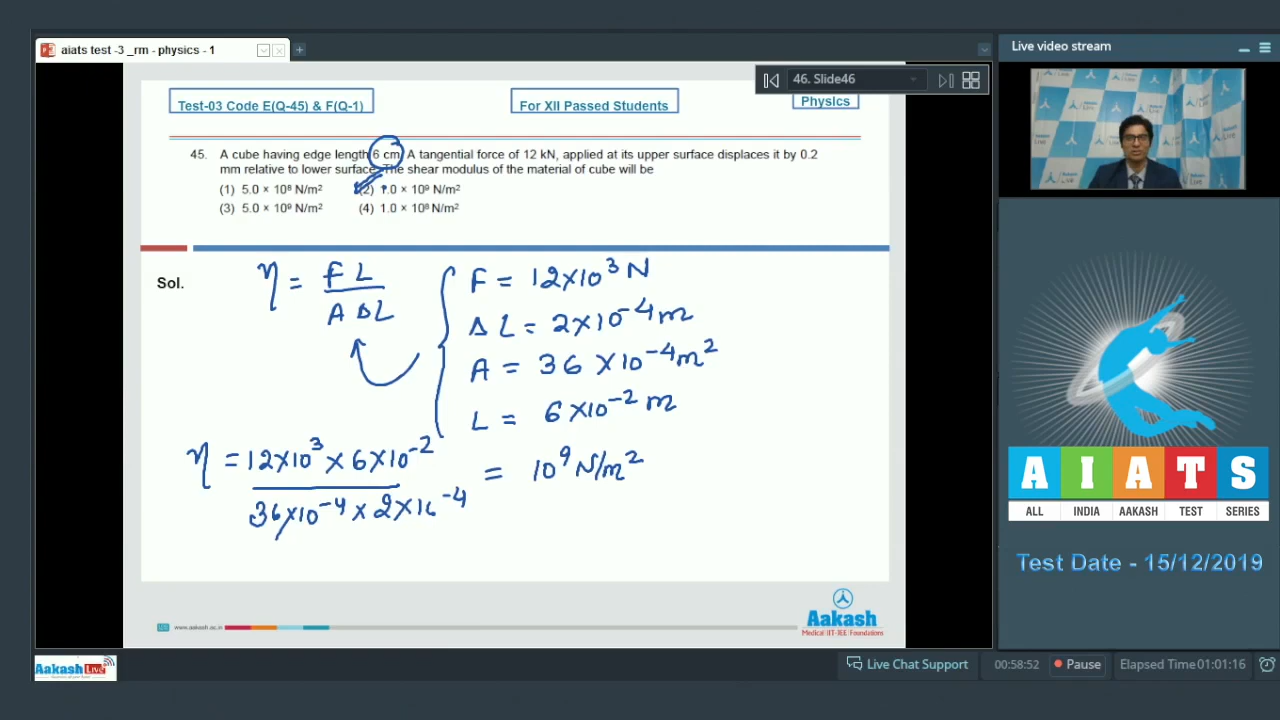 aiats test -3 _rm - physics - 1
Live video stream
46. Slide46
Test-03 Code E(Q-45) & F(Q-1)
For XII Passed Students
Physics
45. A cube having edge length 6 cm. A tangential force of 12 kN, applied at its upper surface displaces it by 0.2
mm relative to lower surface. The shear modulus of the material of cube will be
(1) 5.0 × 10⁸ N/m² (2) 1.0 × 10⁹ N/m²
(3) 5.0 × 10⁹ N/m² (4) 1.0 × 10⁸ N/m²
Sol.
η = FL / A ΔL
F = 12×10³ N
ΔL = 2×10⁻⁴ m
A = 36 ×10⁻⁴ m²
L = 6×10⁻² m
η = 12×10³ × 6×10⁻² / 36×10⁻⁴ × 2×10⁻⁴ = 10⁹ N/m²
www.aakash.ac.in
Aakash
Medical | IIT-JEE | Foundations
A I A T S
ALL INDIA AAKASH TEST SERIES
Test Date - 15/12/2019
Aakash Live
Live Chat Support
00:58:52
Pause
Elapsed Time 01:01:16